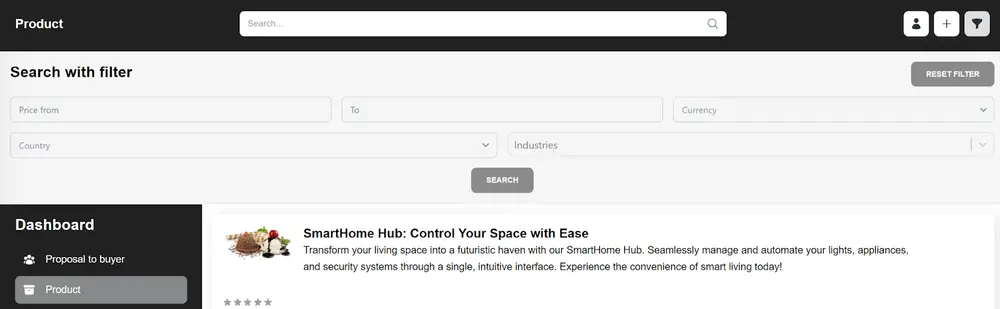 Product
Search...
Search with filter
RESET FILTER
Price from
To
Currency
Country
Industries
SEARCH
Dashboard
Proposal to buyer
Product
SmartHome Hub: Control Your Space with Ease
Transform your living space into a futuristic haven with our SmartHome Hub. Seamlessly manage and automate your lights, appliances,
and security systems through a single, intuitive interface. Experience the convenience of smart living today!